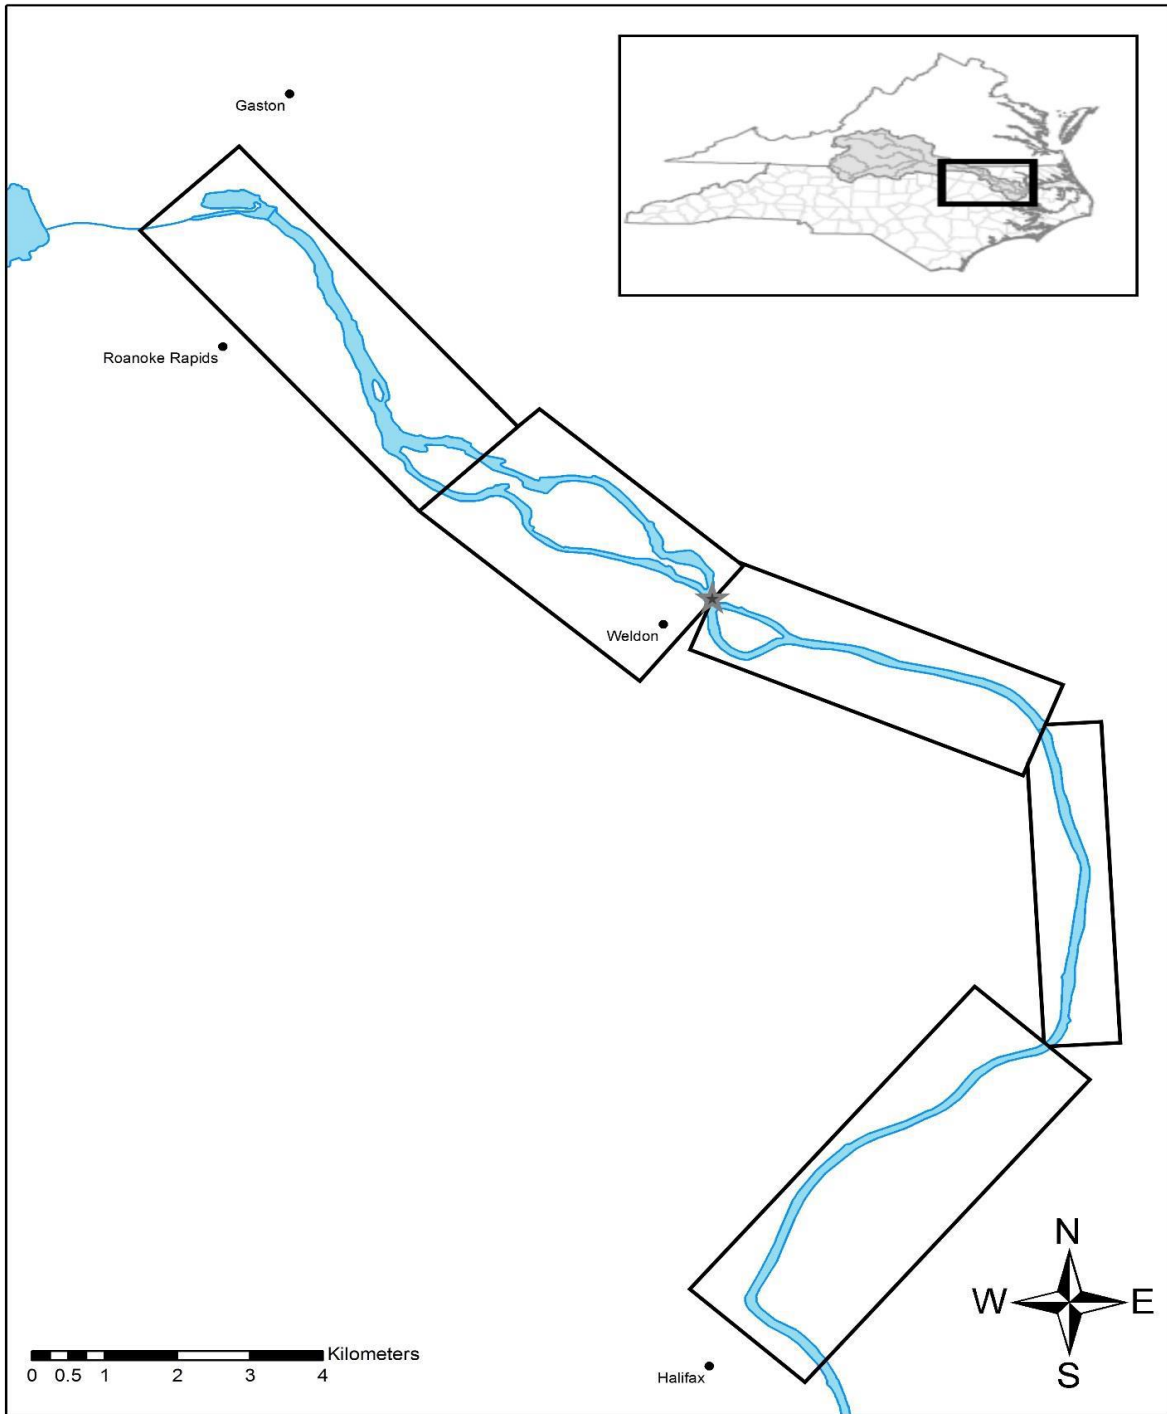 Gaston
Roanoke Rapids
Weldon
N
W E
S
Kilometers
0 0.5 1 2 3 4
Halifax